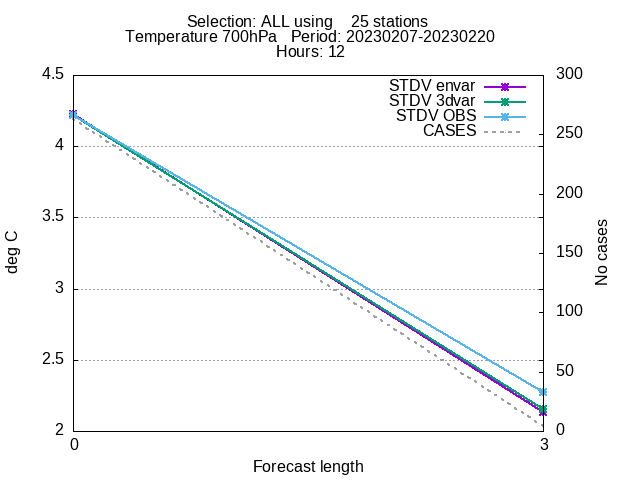 Selection: ALL using    25 stations
Temperature 700hPa   Period: 20230207-20230220
Hours: 12
STDV envar
STDV 3dvar
STDV OBS
CASES
4.5
4
3.5
3
2.5
2
300
250
200
150
100
50
0
deg C
No cases
0
3
Forecast length